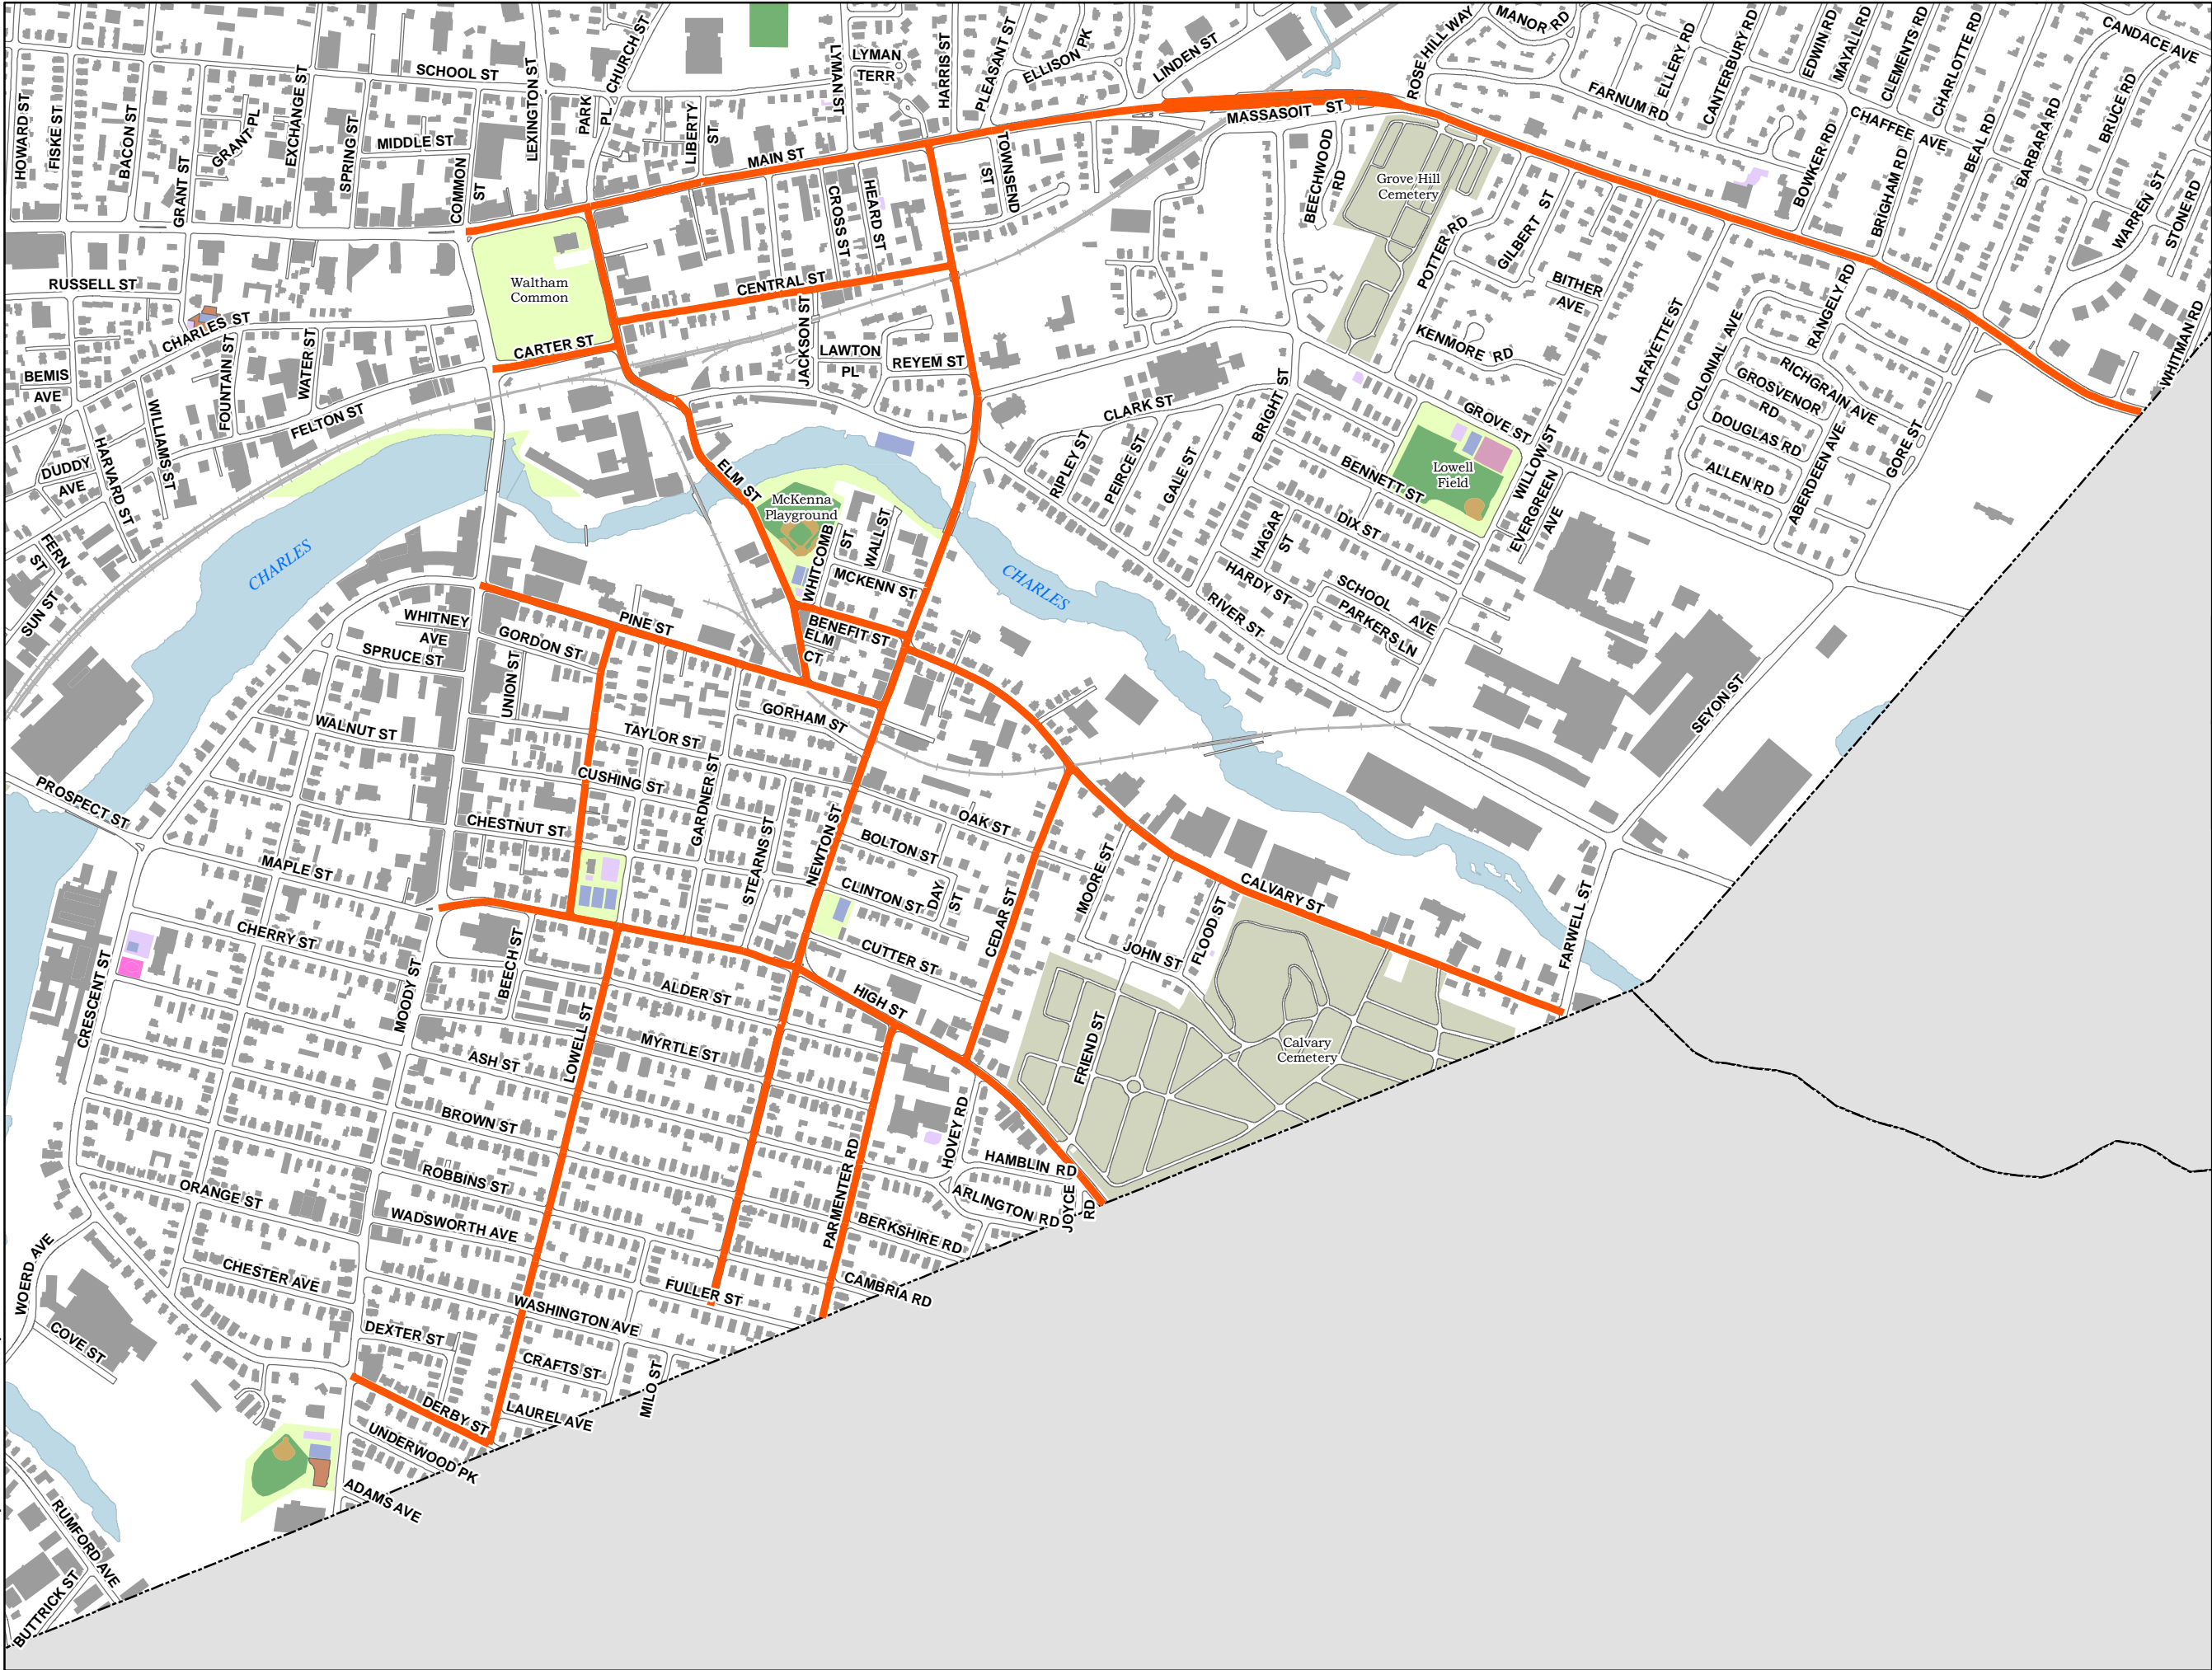 MANOR RD
ROSE HILL WAY
CANDACE AVE
CHURCH ST
LYMAN ST
LYMAN
TERR
HARRIS ST
PLEASANT ST
ELLISON PK
LINDEN ST
ELLERY RD
CANTERBURY RD
EDWIN RD
MAYALL RD
CLEMENTS RD
CHARLOTTE RD
SCHOOL ST
LEXINGTON ST
PARK
PL
FARNUM RD
CHAFFEE
AVE
BRUCE RD
HOWARD ST
FISKE ST
BACON ST
GRANT PL
EXCHANGE ST
SPRING ST
MIDDLE ST
LIBERTY
ST
MAIN ST
MASSASOIT ST
TOWNSEND
ST
BEECHWOOD
RD
Grove Hill
Cemetery
BOWKER RD
BRIGHAM RD
BEAL RD
BARBARA RD
WARREN ST
STONE RD
GRANT ST
COMMON
ST
CROSS ST
HEARD ST
POTTER RD
GILBERT ST
BITHER
AVE
RUSSELL ST
Waltham
Common
CENTRAL ST
JACKSON ST
LAFAYETTE ST
COLONIAL AVE
RANGELY RD
WHITMAN RD
CHARLES ST
FOUNTAIN ST
WATER ST
CARTER ST
LAWTON
PL
REYEM ST
KENMORE RD
RICHGRAIN AVE
GROSVENOR
RD
BEMIS
AVE
FELTON ST
WILLIAMS ST
HARVARD ST
CLARK ST
BRIGHT ST
GROVE ST
DOUGLAS RD
ALLEN RD
ABERDEEN AVE
GORE ST
DUDDY
AVE
ELM ST
McKenna
Playground
RIPLEY ST
PEIRCE ST
GALE ST
BENNETT ST
Lowell
Field
WILLOW ST
EVERGREEN
AVE
FERN
ST
SUN ST
CHARLES
WHITCOMB
ST
WALL ST
MCKENN ST
CHARLES
HAGAR
ST
DIX ST
HARDY ST
SCHOOL
AVE
PARKERS LN
RIVER ST
WHITNEY
AVE
SPRUCE ST
GORDON ST
UNION ST
PINE ST
BENEFIT ST
ELM
CT
WALNUT ST
TAYLOR ST
GORHAM ST
SEYON ST
PROSPECT ST
CUSHING ST
CHESTNUT ST
GARDNER ST
STEARNS ST
NEWTON ST
OAK ST
BOLTON ST
CLINTON ST
DAY
ST
MAPLE ST
CEDAR ST
MOORE ST
CALVARY ST
FLOOD ST
FARWELL ST
CHERRY ST
CRESCENT ST
MOODY ST
BEECH ST
ALDER ST
CUTTER ST
HIGH ST
JOHN ST
LOWELL ST
MYRTLE ST
ASH ST
FRIEND ST
Calvary
Cemetery
BROWN ST
ROBBINS ST
HOVEY RD
HAMBLIN RD
ARLINGTON RD
JOYCE
RD
ORANGE ST
WADSWORTH AVE
PARMENTER RD
BERKSHIRE RD
CAMBRIA RD
WOERD AVE
CHESTER AVE
FULLER ST
WASHINGTON AVE
COVE ST
DEXTER ST
CRAFTS ST
MILO ST
DERBY ST
LAUREL AVE
UNDERWOOD PK
ADAMS AVE
RUMFORD AVE
BUTTRICK ST